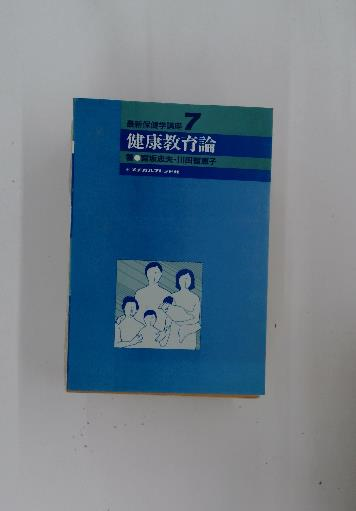 最新保健学講座7
健康教育論
著●宮坂忠夫・川田智恵子
メヂカルフレンド社